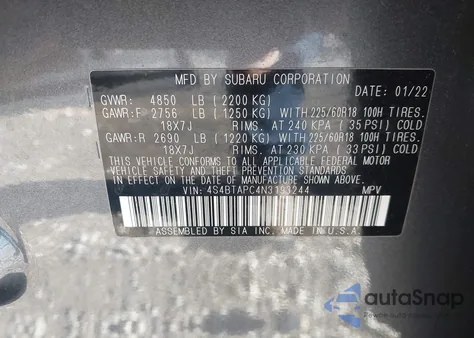 MFD BY SUBARU CORPORATION
DATE: 01/22
GVWR: 4850 LB (2200 KG)
GAWR:F 2756 LB (1250 KG) WITH 225/60R18 100H TIRES.
18X7J RIMS. AT 240 KPA (35 PSI) COLD
GAWR:R 2690 LB (1220 KG) WITH 225/60R18 100H TIRES.
18X7J RIMS. AT 230 KPA (33 PSI) COLD
THIS VEHICLE CONFORMS TO ALL APPLICABLE FEDERAL MOTOR
VEHICLE SAFETY AND THEFT PREVENTION STANDARDS
IN EFFECT ON THE DATE OF MANUFACTURE SHOWN ABOVE.
VIN: 4S4BTAPC4N3193244 MPV
ASSEMBLED BY SIA INC. MADE IN U.S.A.
autoSnap
www.autosnap.com